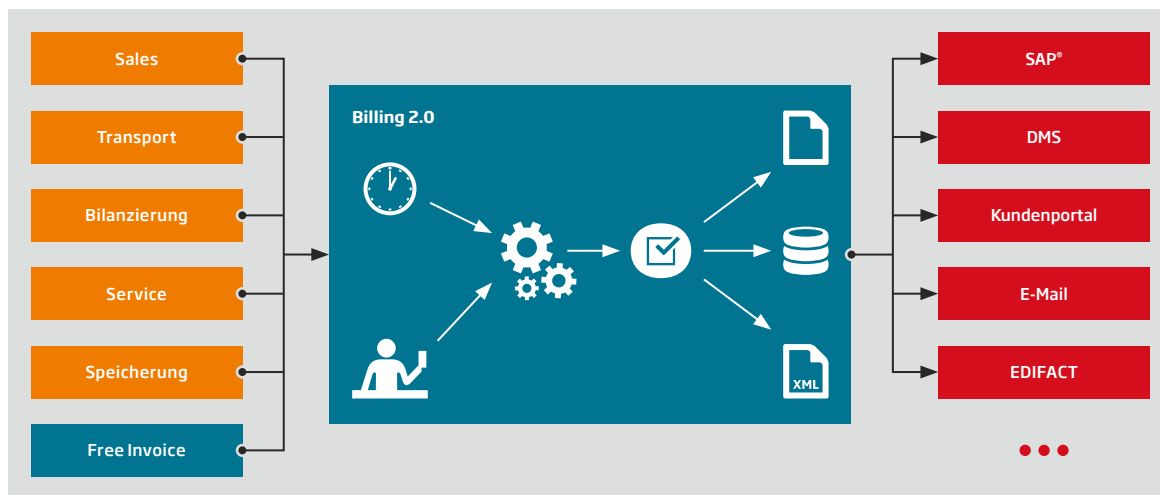 Sales
Transport
Bilanzierung
Service
Speicherung
Free Invoice
Billing 2.0
XML
SAP®
DMS
Kundenportal
E-Mail
EDIFACT